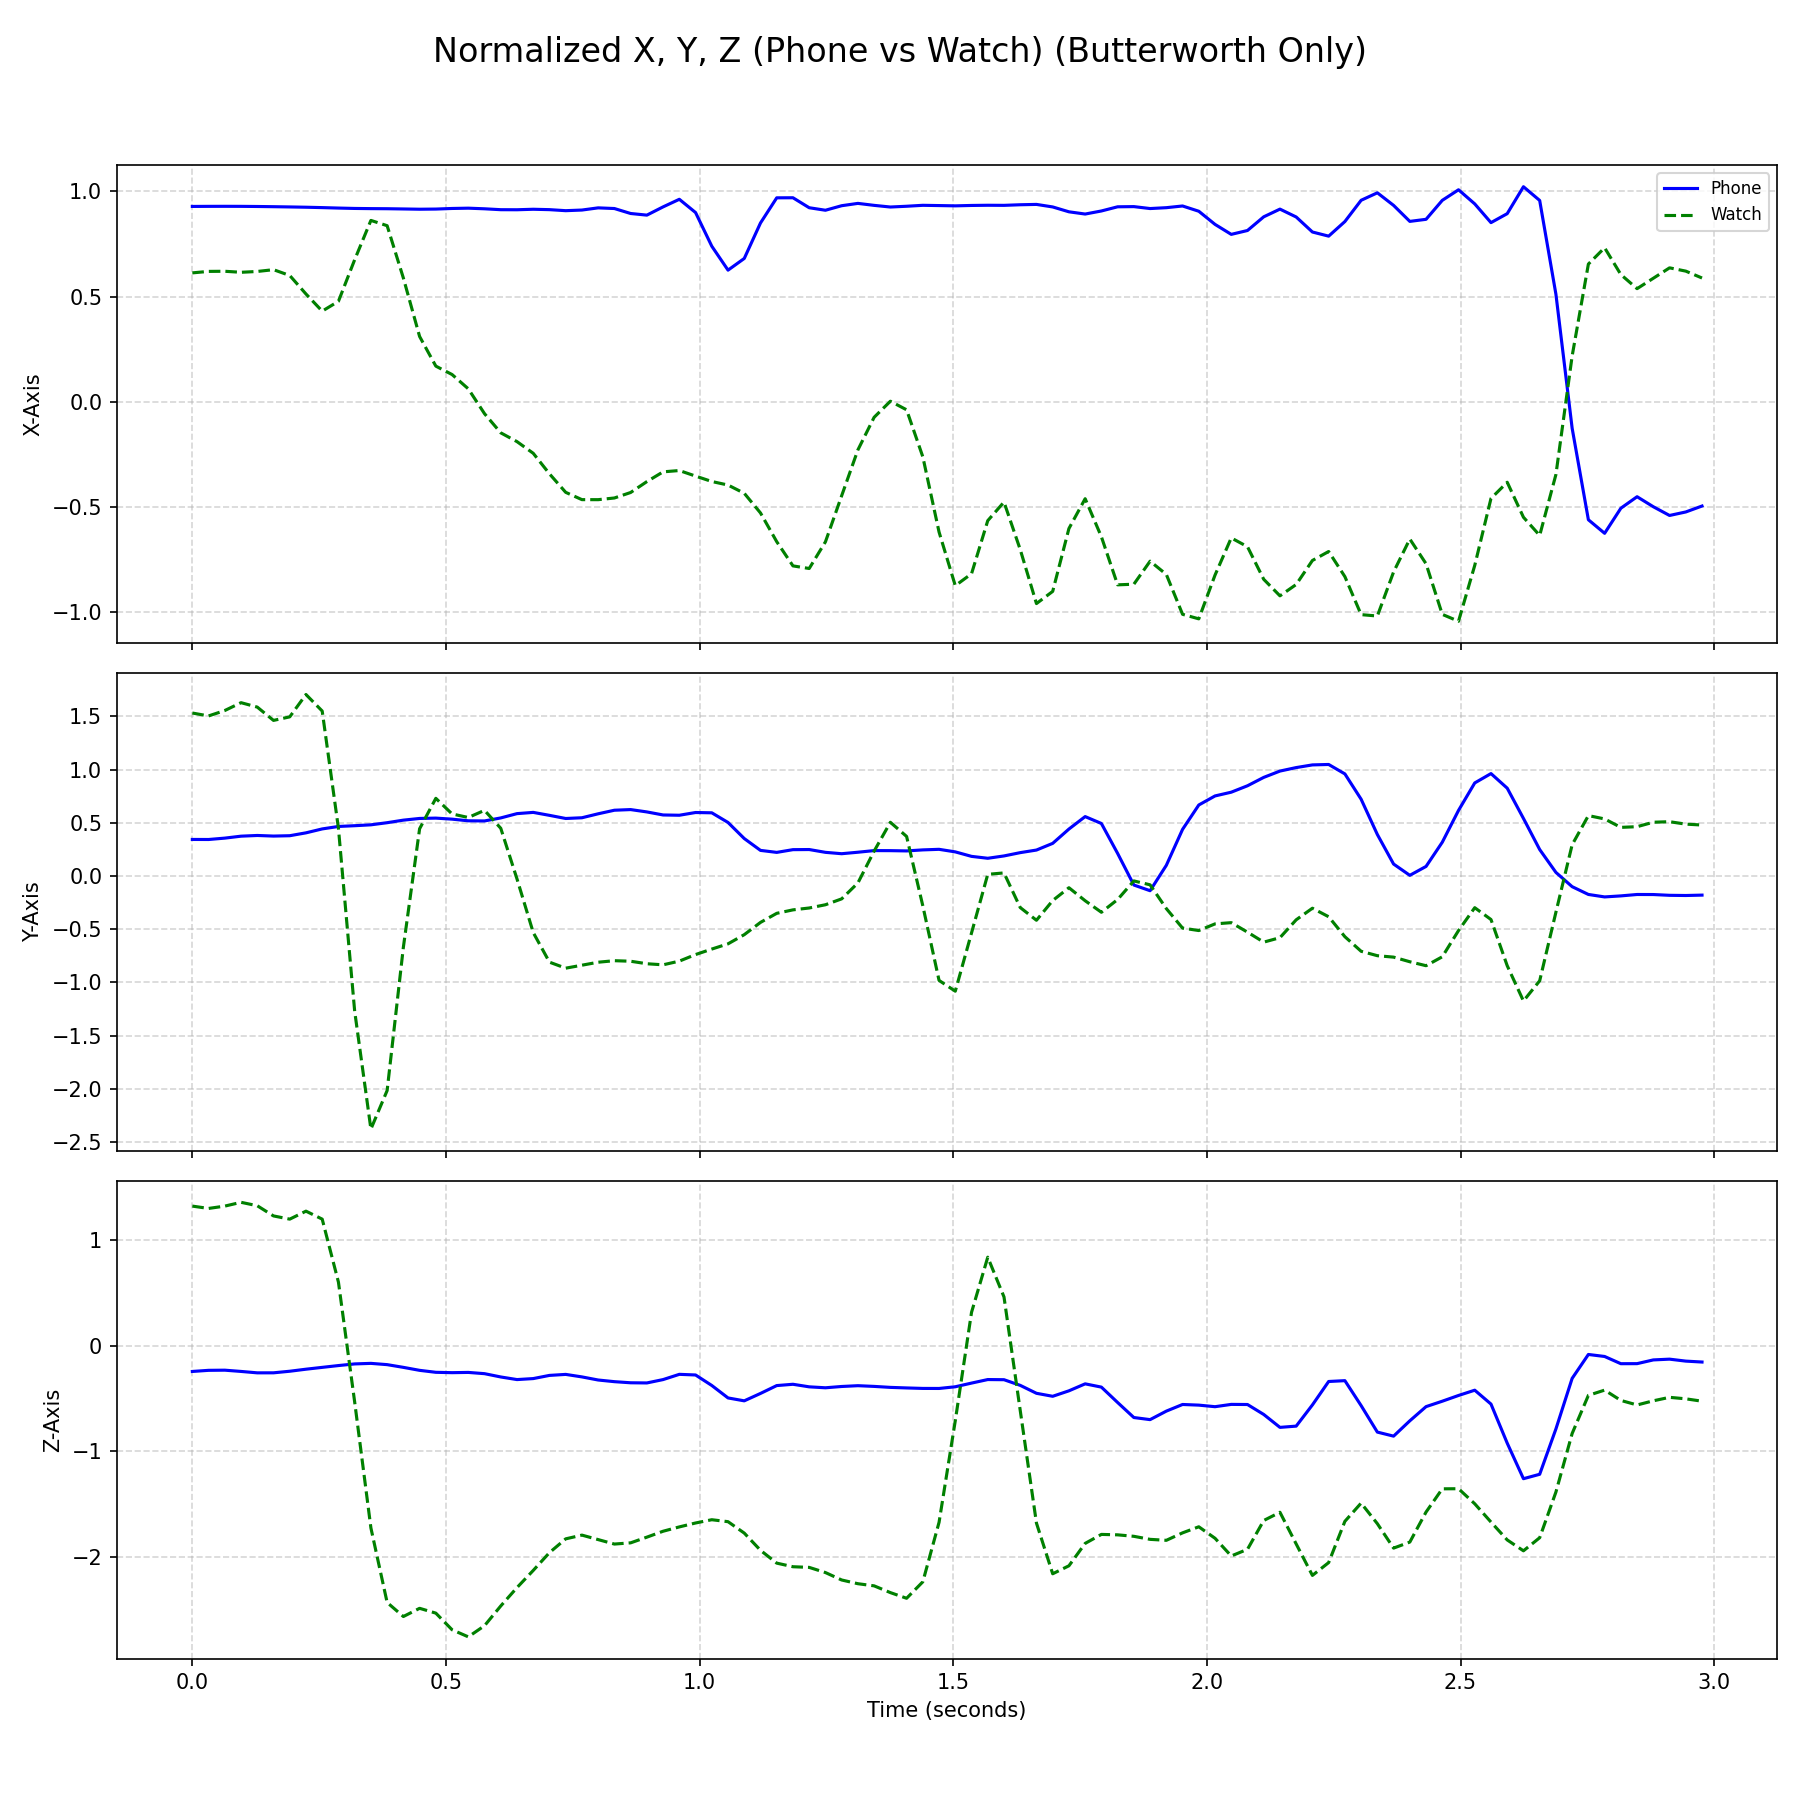 Normalized X, Y, Z (Phone vs Watch) (Butterworth Only)
Phone
Watch
X-Axis
1.0
0.5
0.0
−0.5
−1.0
Y-Axis
1.5
1.0
0.5
0.0
−0.5
−1.0
−1.5
−2.0
−2.5
Z-Axis
1
0
−1
−2
0.0 0.5 1.0 1.5 2.0 2.5 3.0
Time (seconds)